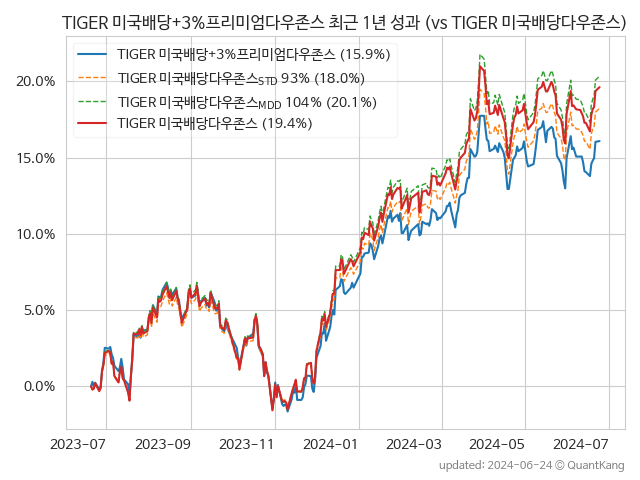 TIGER 미국배당+3%프리미엄다우존스 최근 1년 성과 (vs TIGER 미국배당다우존스)
TIGER 미국배당+3%프리미엄다우존스 (15.9%)
TIGER 미국배당다우존스STD 93% (18.0%)
TIGER 미국배당다우존스MDD 104% (20.1%)
TIGER 미국배당다우존스 (19.4%)
20.0%
15.0%
10.0%
5.0%
0.0%
2023-07 2023-09 2023-11 2024-01 2024-03 2024-05 2024-07
updated: 2024-06-24 @ QuantKang